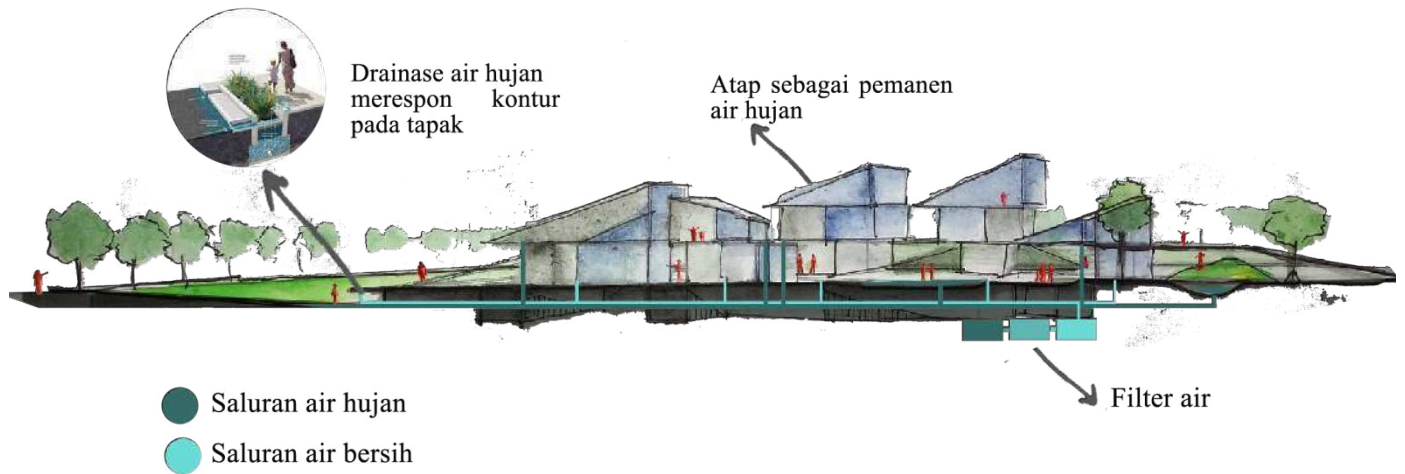 Drainase air hujan
merespon kontur
pada tapak
Atap sebagai pemanen
air hujan
Filter air
Saluran air hujan
Saluran air bersih